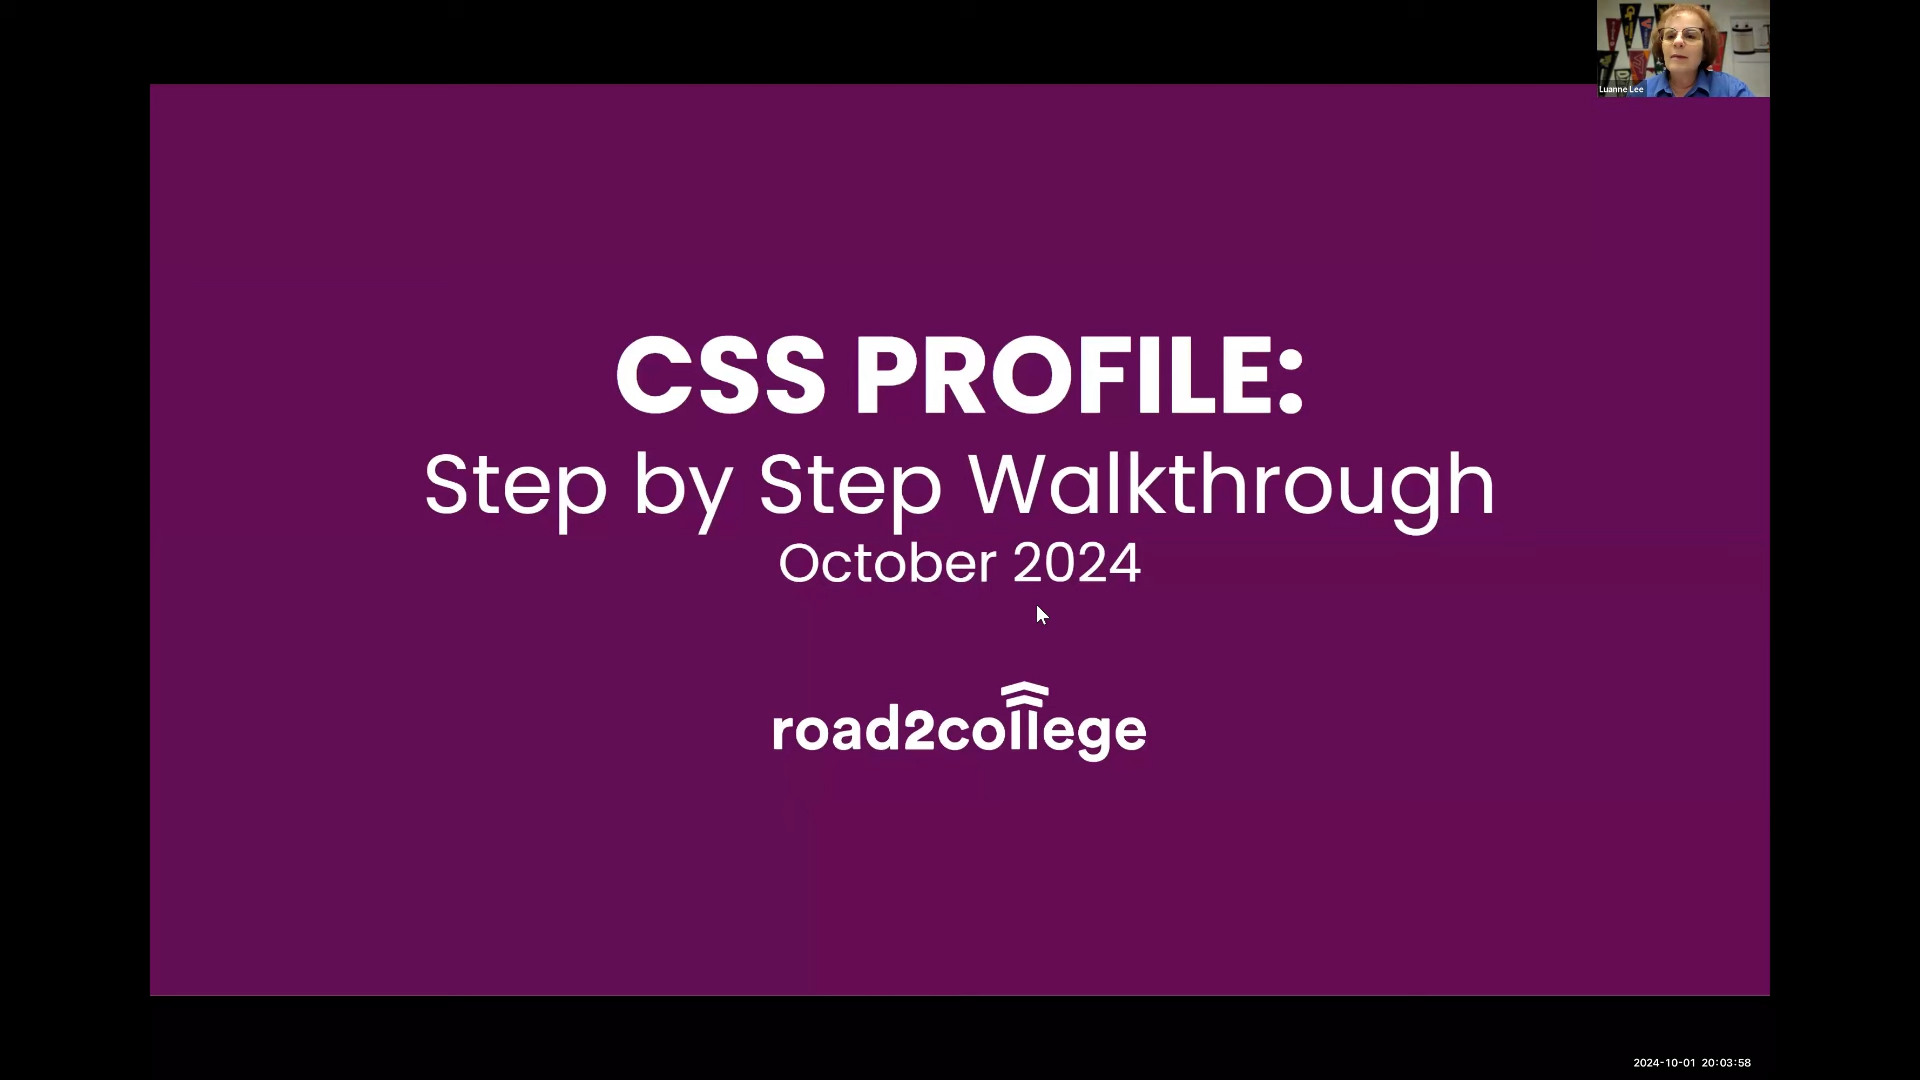 Luanne Lee
CSS PROFILE:
Step by Step Walkthrough
October 2024
road2college
2024-10-01 20:03:58